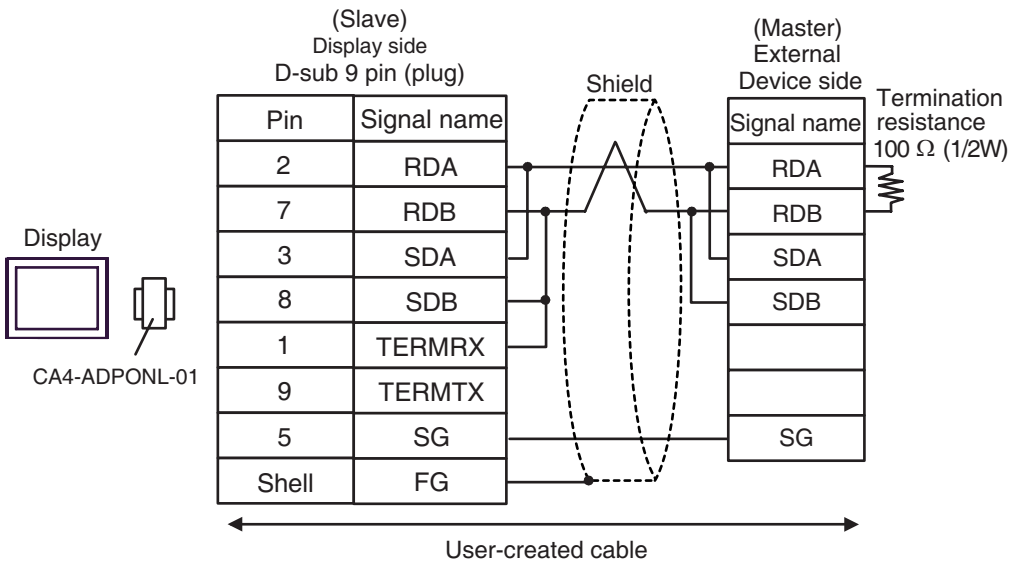 (Slave)
Display side
D-sub 9 pin (plug)
(Master)
External
Device side
Shield
Termination
resistance
100 Ω (1/2W)
Pin Signal name
Signal name
2 RDA
RDA
7 RDB
RDB
3 SDA
SDA
8 SDB
SDB
1 TERMRX
9 TERMTX
5 SG
SG
Shell FG
Display
CA4-ADPONL-01
User-created cable